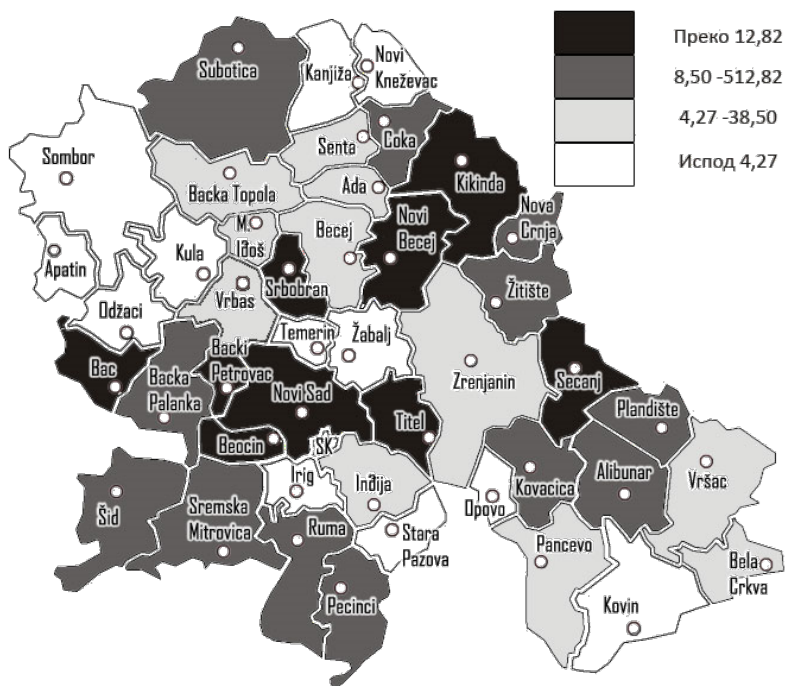 Преко 12,82
8,50 -512,82
4,27 -38,50
Испод 4,27
Subotica
Kanjiža
Novi
Kneževac
Sombor
Senta
Coka
Backa Topola
Ada
Kikinda
Apatin
Kula
M.
Iđoš
Becej
Novi
Becej
Nova
Crnja
Odžaci
Vrbas
Srbobran
Žitište
Temerin
Žabalj
Bac
Backa-
Palanka
Backi
Petrovac
Novi Sad
Zrenjanin
Secanj
Titel
Beocin
SK
Plandište
Šid
Sremska
Mitrovica
Irig
Inđija
Opovo
Kovacica
Alibunar
Vršac
Ruma
Stara
Pazova
Pancevo
Bela
Crkva
Pecinci
Kovin